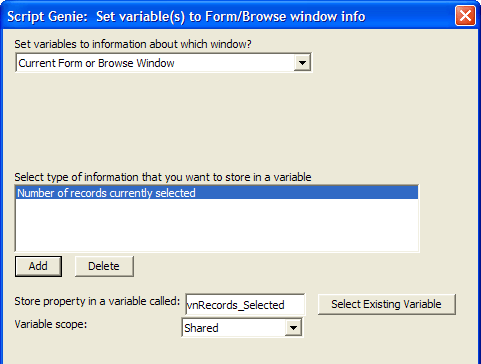 Script Genie:  Set variable(s) to Form/Browse window info
Set variables to information about which window?
Current Form or Browse Window
Select type of information that you want to store in a variable
Number of records currently selected
Add Delete
Store property in a variable called: vnRecords_Selected Select Existing Variable
Variable scope: Shared